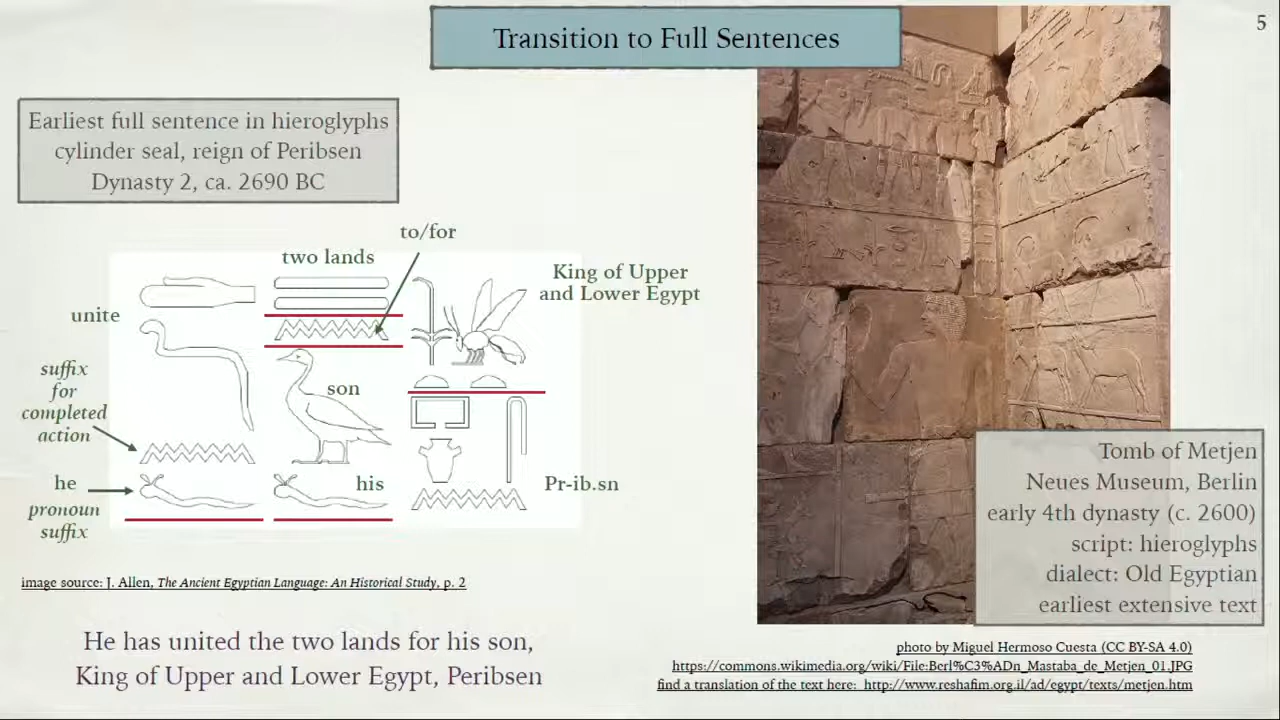 5
Transition to Full Sentences
Earliest full sentence in hieroglyphs
cylinder seal, reign of Peribsen
Dynasty 2, ca. 2690 BC
to/for
two lands
King of Upper
and Lower Egypt
unite
suffix
for
completed
action
son
he
his
Pr-ib.sn
pronoun
suffix
image source: J. Allen, The Ancient Egyptian Language: An Historical Study, p. 2
He has united the two lands for his son,
King of Upper and Lower Egypt, Peribsen
Tomb of Metjen
Neues Museum, Berlin
early 4th dynasty (c. 2600)
script: hieroglyphs
dialect: Old Egyptian
earliest extensive text
photo by Miguel Hermoso Cuesta (CC BY-SA 4.0)
https://commons.wikimedia.org/wiki/File:Berl%C3%ADn_Mastaba_de_Metjen_01.JPG
find a translation of the text here: http://www.reshafim.org.il/ad/egypt/texts/metjen.htm